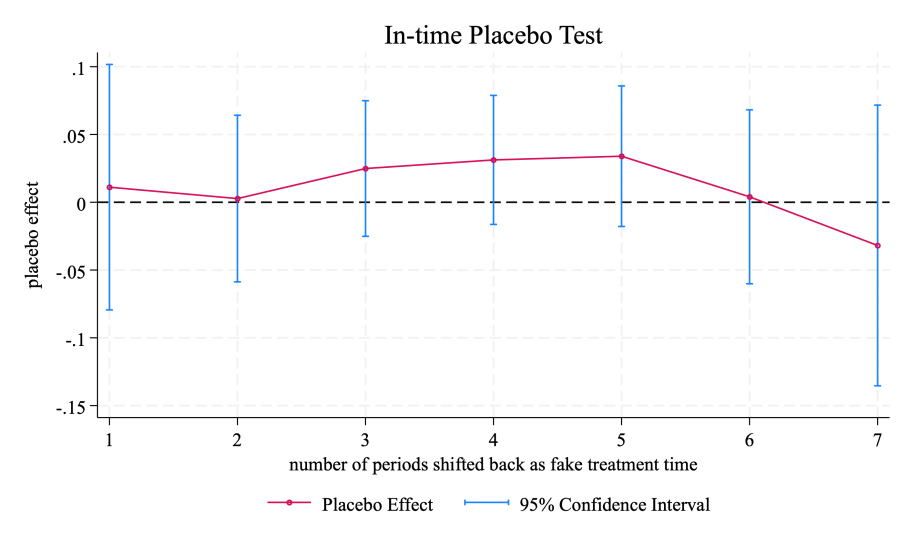 In-time Placebo Test
placebo effect
.1
.05
0
-.05
-.1
-.15
1 2 3 4 5 6 7
number of periods shifted back as fake treatment time
Placebo Effect 95% Confidence Interval